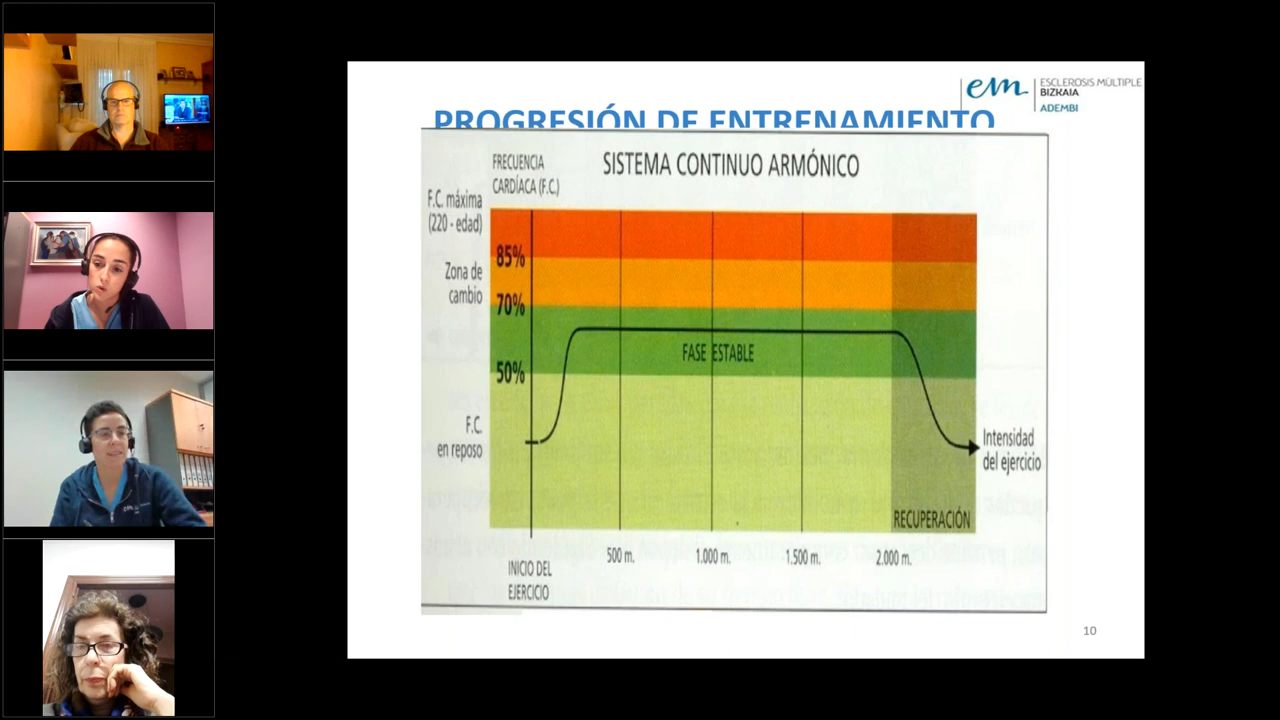 em
ESCLEROSIS MÚLTIPLE
BIZKAIA
ADEMBI
PROGRESIÓN DE ENTRENAMIENTO
SISTEMA CONTINUO ARMÓNICO
FRECUENCIA
CARDÍACA (F.C.)
F.C. máxima
(220 - edad)
85%
Zona de
cambio
70%
FASE ESTABLE
50%
F.C.
en reposo
Intensidad
del ejercicio
RECUPERACIÓN
INICIO DEL
EJERCICIO
500 m.
1.000 m.
1.500 m.
2.000 m.
10